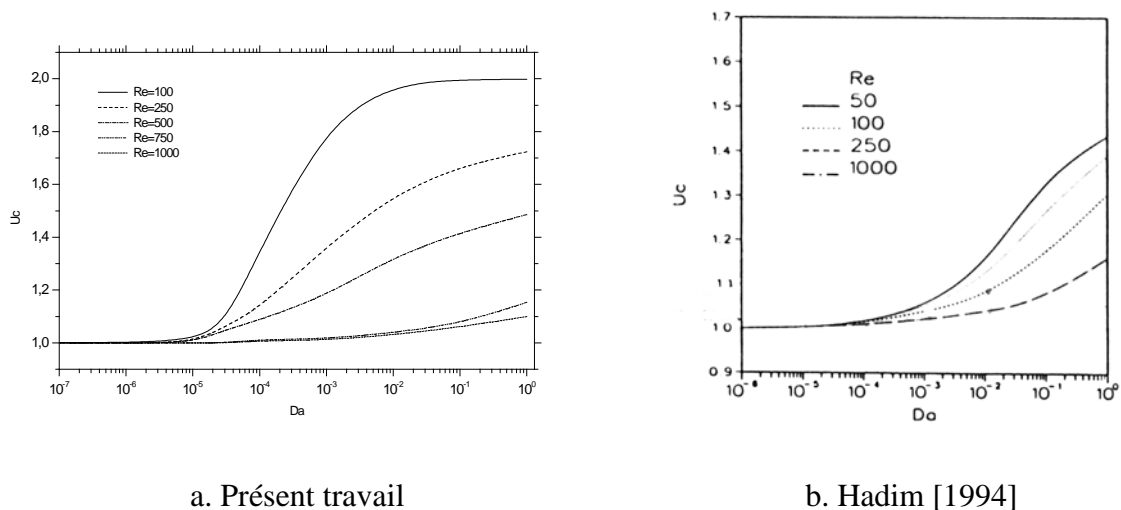 2,0
1,8
1,6
1,4
1,2
1,0
Uc
Re=100
Re=250
Re=500
Re=750
Re=1000
10⁻⁷ 10⁻⁶ 10⁻⁵ 10⁻⁴ 10⁻³ 10⁻² 10⁻¹ 10⁰
Da
1.7
1.6
1.5
1.4
1.3
1.2
1.1
1.0
0.9
Uc
Re
50
100
250
1000
10⁻⁶ 10⁻⁵ 10⁻⁴ 10⁻³ 10⁻² 10⁻¹ 10⁰
Da
a. Présent travail
b. Hadim [1994]